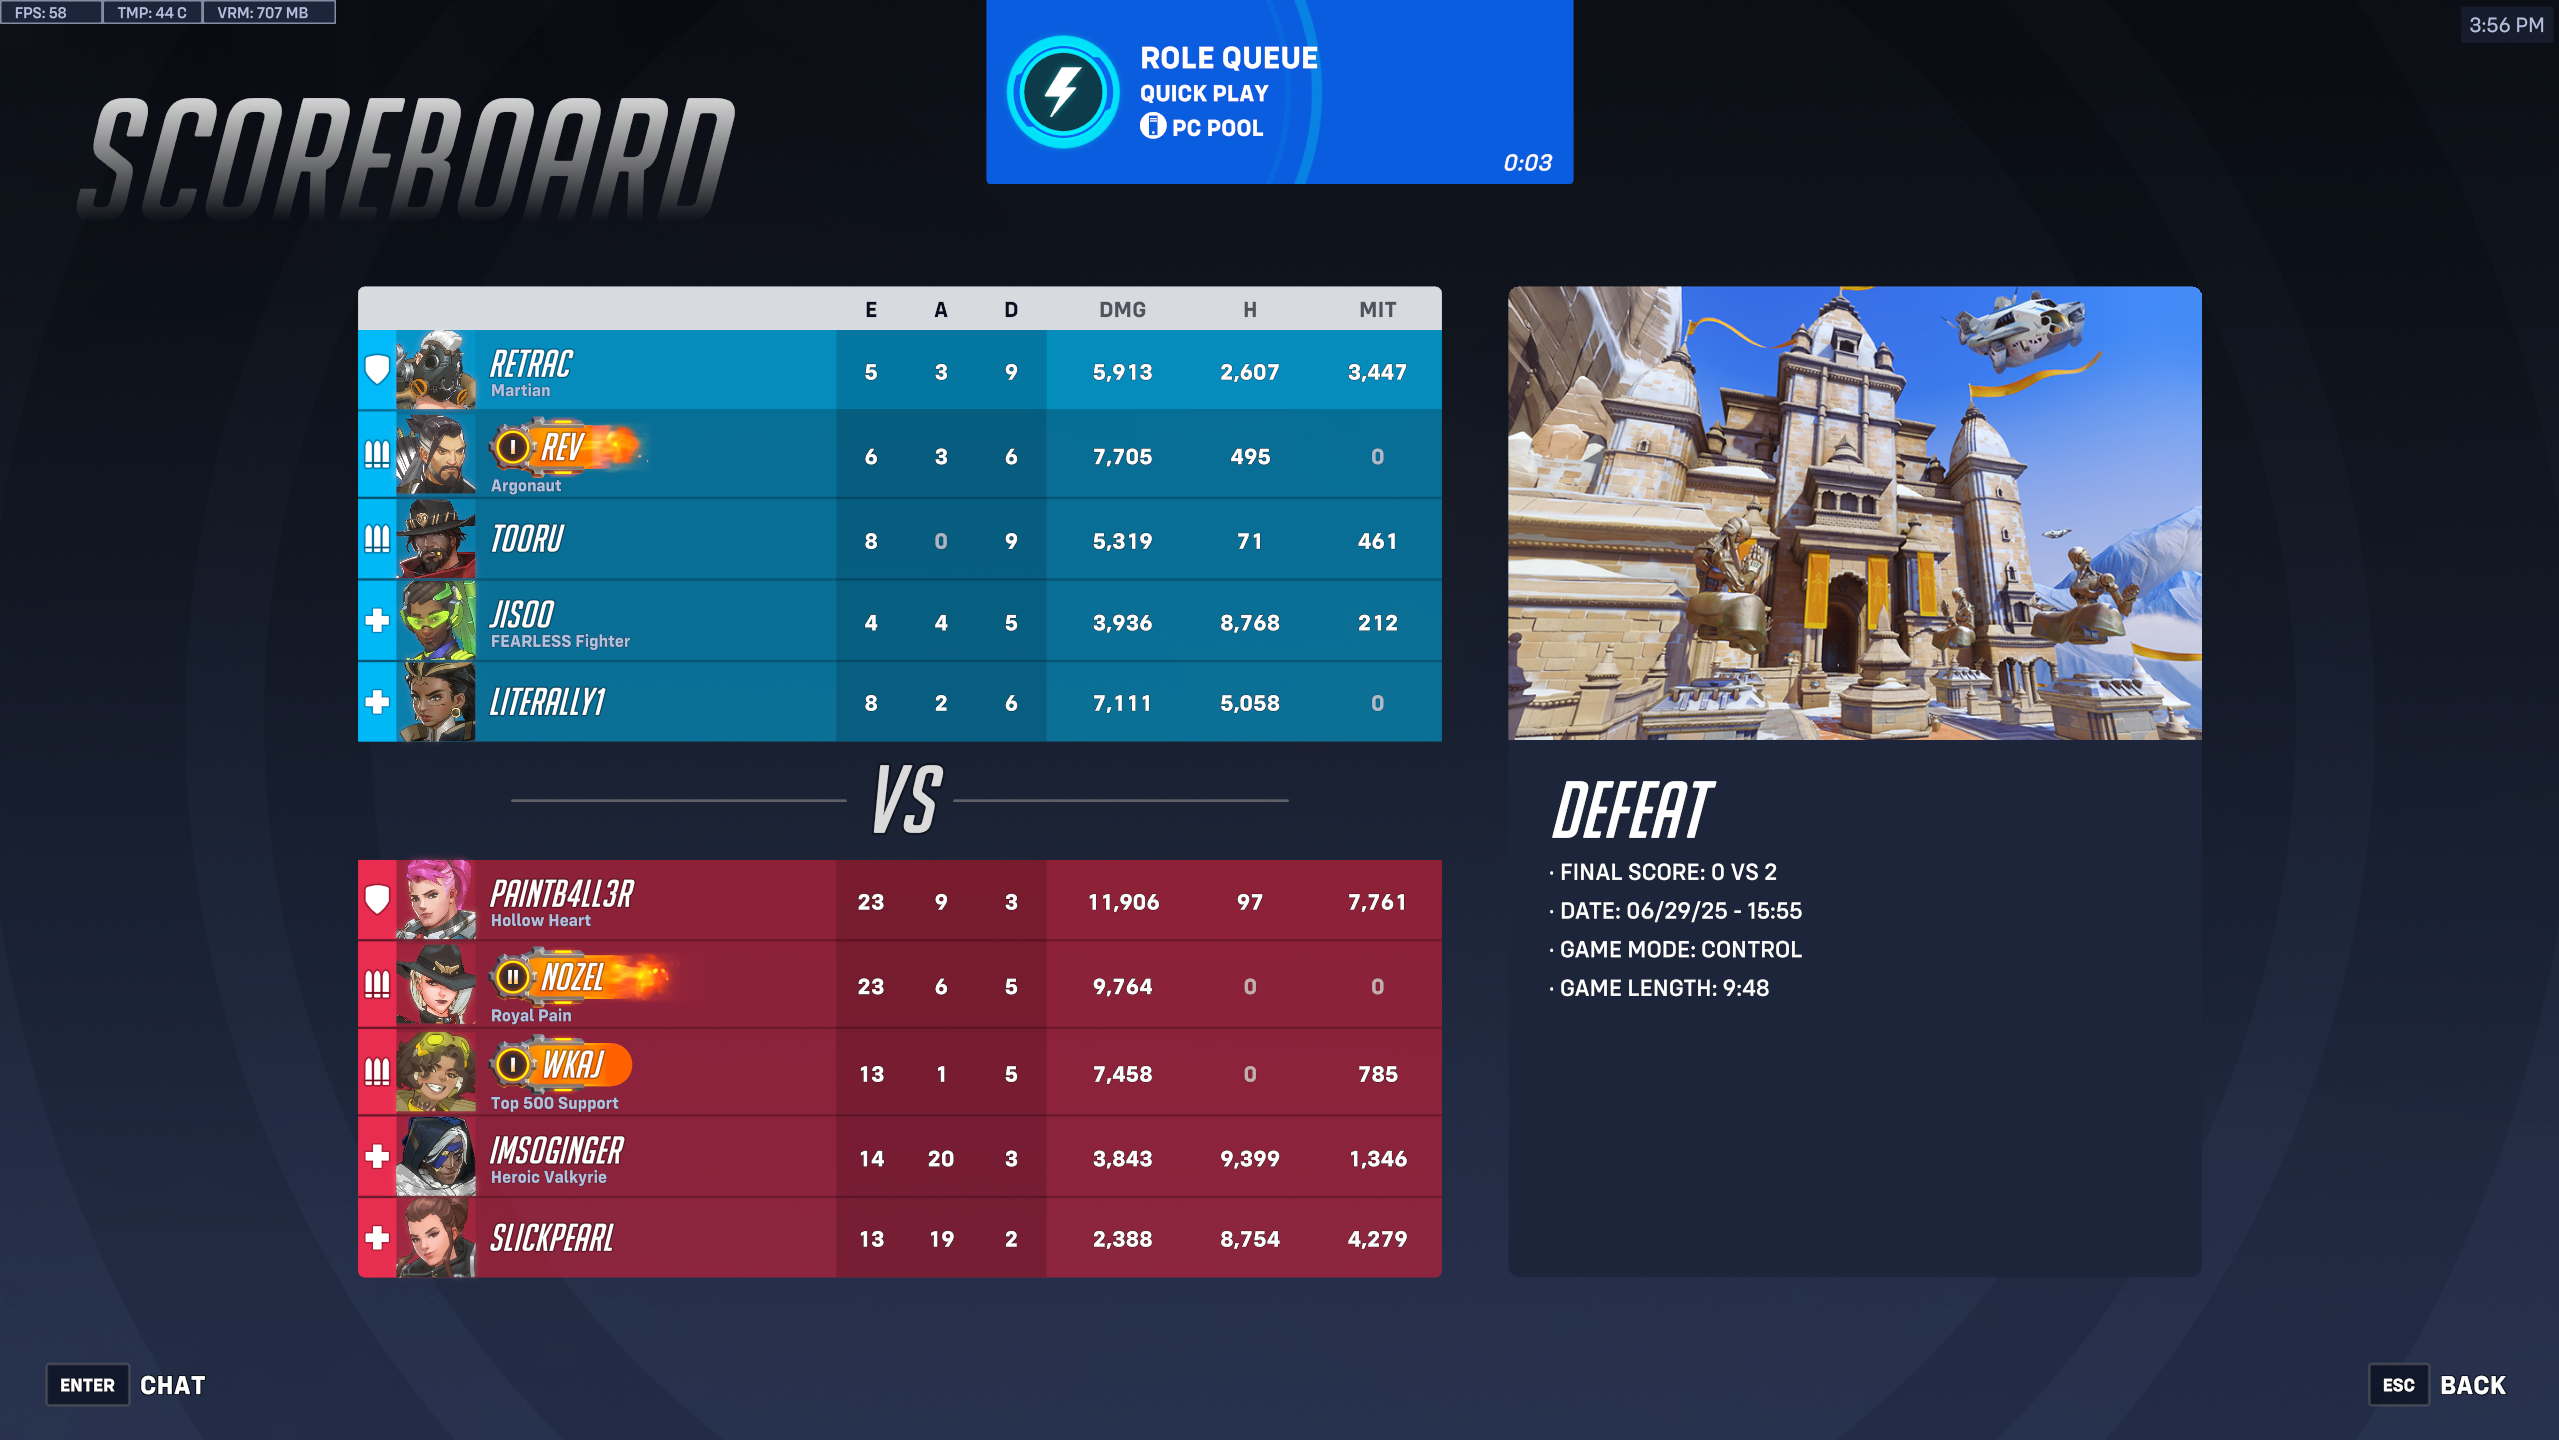 FPS: 58 TMP: 44 C VRM: 707 MB
3:56 PM
ROLE QUEUE
QUICK PLAY
PC POOL
0:03
SCOREBOARD
E A D DMG H MIT
RETRAC 5 3 9 5,913 2,607 3,447
Martian
I REV 6 3 6 7,705 495 0
Argonaut
TOORU 8 0 9 5,319 71 461
JISOO 4 4 5 3,936 8,768 212
FEARLESS Fighter
LITERALLY1 8 2 6 7,111 5,058 0
VS
PAINTB4LL3R 23 9 3 11,906 97 7,761
Hollow Heart
II NOZEL 23 6 5 9,764 0 0
Royal Pain
I WKAJ 13 1 5 7,458 0 785
Top 500 Support
IMSOGINGER 14 20 3 3,843 9,399 1,346
Heroic Valkyrie
SLICKPEARL 13 19 2 2,388 8,754 4,279
DEFEAT
· FINAL SCORE: 0 VS 2
· DATE: 06/29/25 - 15:55
· GAME MODE: CONTROL
· GAME LENGTH: 9:48
ENTER CHAT
ESC BACK